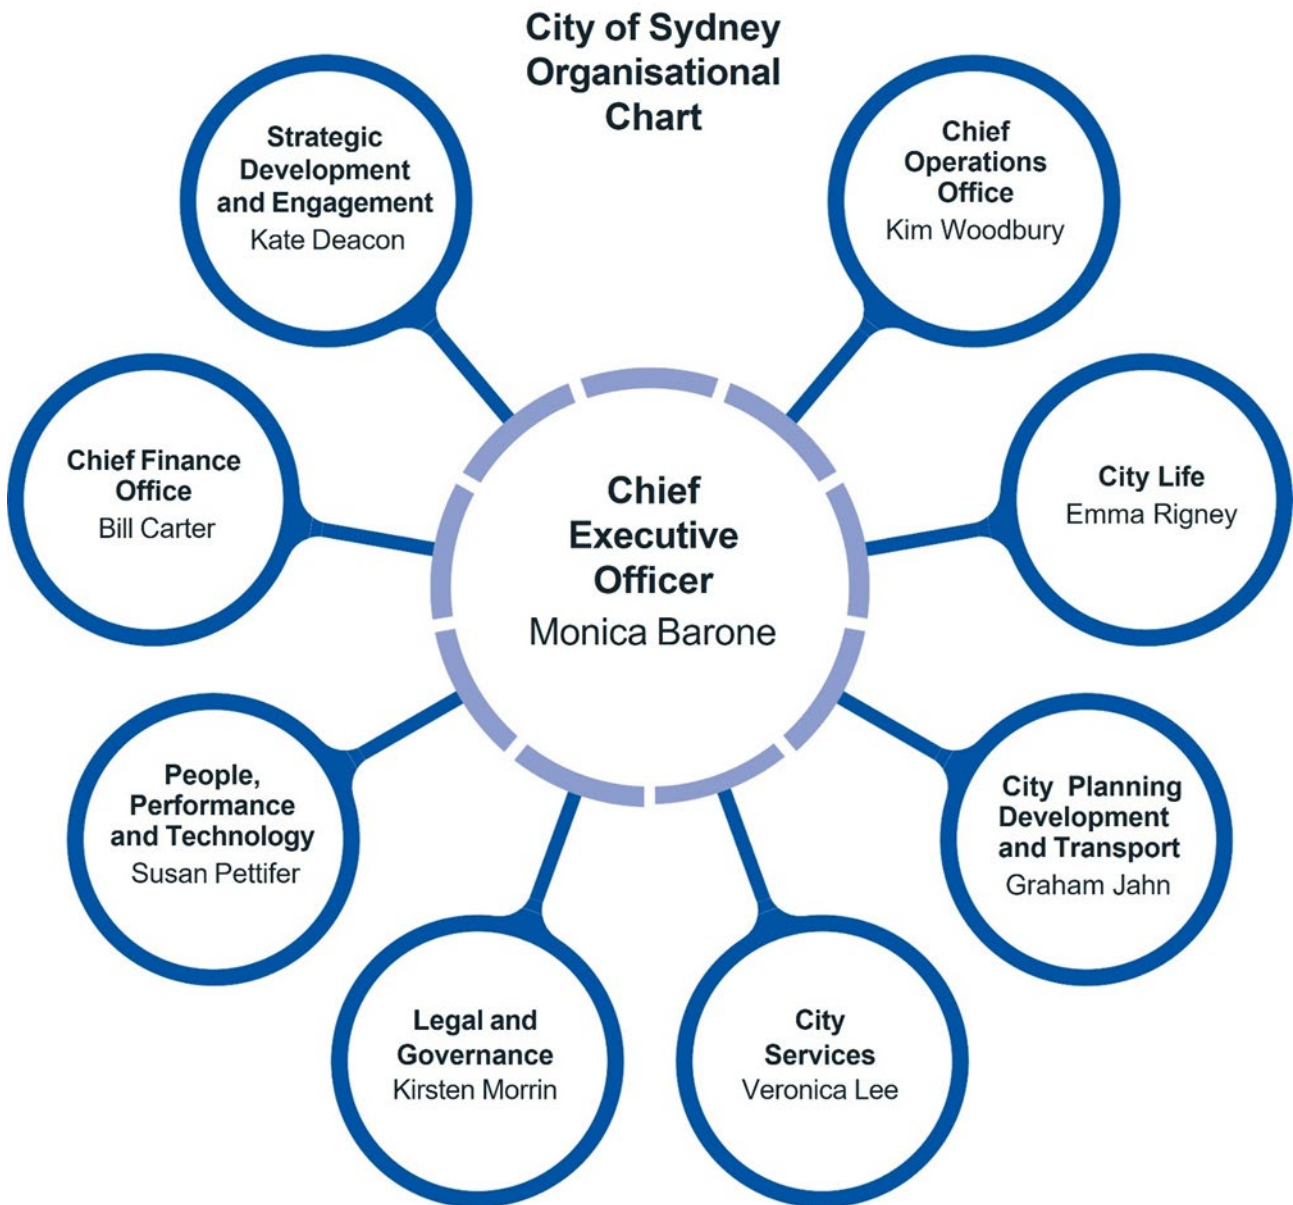 City of Sydney
Organisational
Chart
Strategic
Development
and Engagement
Kate Deacon
Chief
Operations
Office
Kim Woodbury
Chief Finance
Office
Bill Carter
City Life
Emma Rigney
Chief
Executive
Officer
Monica Barone
People,
Performance
and Technology
Susan Pettifer
City Planning
Development
and Transport
Graham Jahn
Legal and
Governance
Kirsten Morrin
City
Services
Veronica Lee